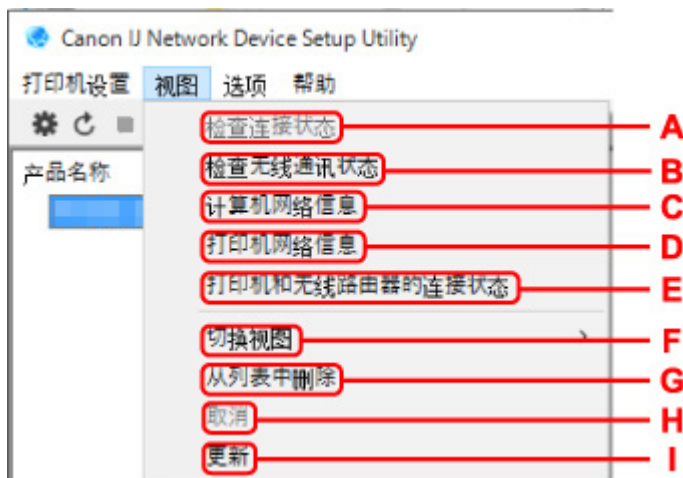 Canon IJ Network Device Setup Utility
打印机设置 视图 选项 帮助
检查连接状态 A
检查无线通讯状态 B
产品名称
计算机网络信息 C
打印机网络信息 D
打印机和无线路由器的连接状态 E
切换视图 F
从列表中删除 G
取消 H
更新 I